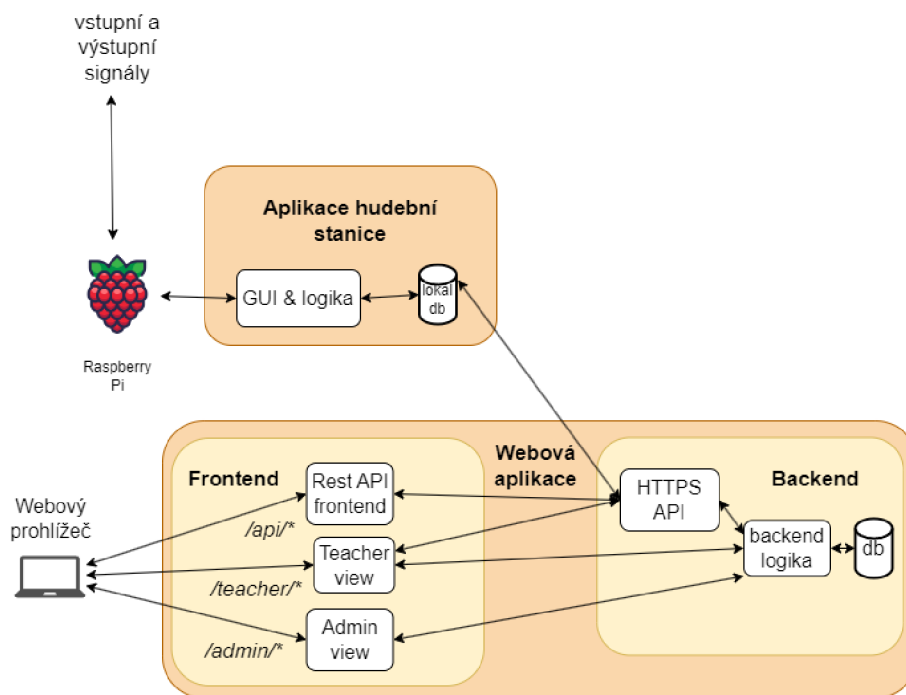 vstupní a
výstupní
signály
Aplikace hudební
stanice
GUI & logika
lokal
db
Raspberry
Pi
Webová
aplikace
Frontend
Backend
Rest API
frontend
HTTPS
API
Webový
prohlížeč
/api/*
Teacher
view
backend
logika
db
/teacher/*
Admin
view
/admin/*